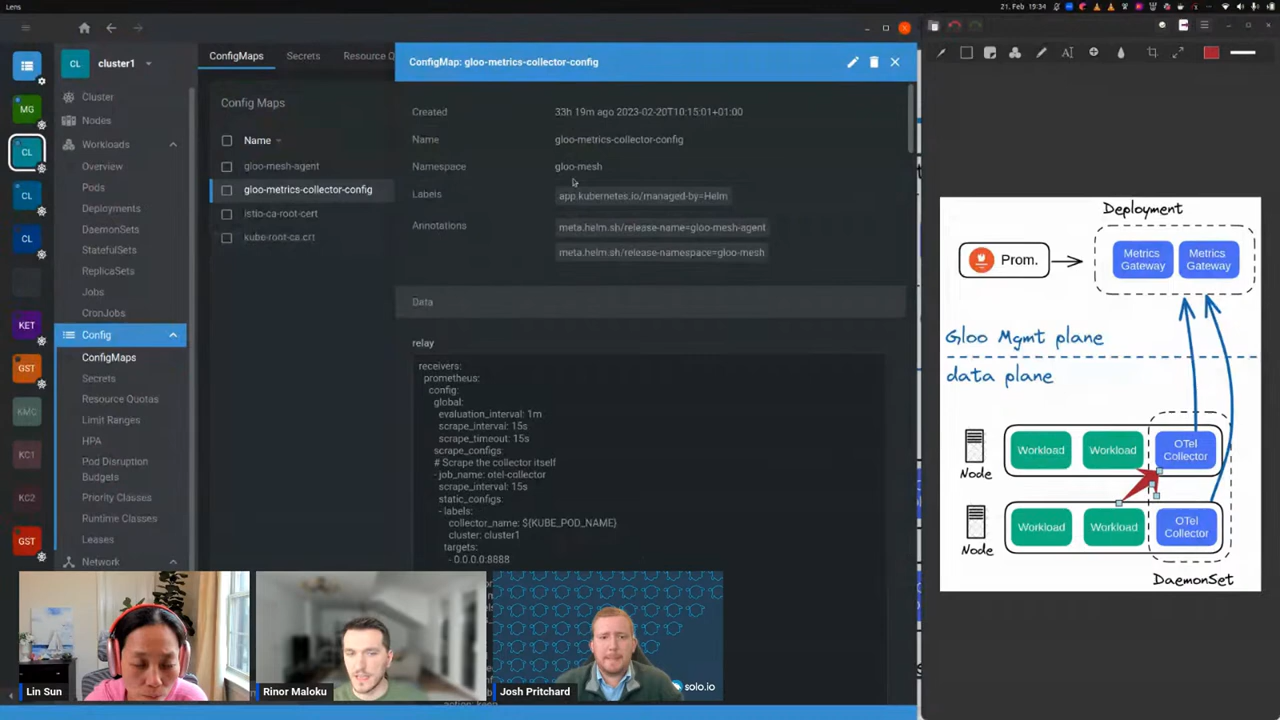 Lens
21. Feb 19:34
CL
cluster1
Cluster
Nodes
Workloads
Overview
Pods
Deployments
DaemonSets
StatefulSets
ReplicaSets
Jobs
CronJobs
Config
ConfigMaps
Secrets
Resource Quotas
Limit Ranges
HPA
Pod Disruption
Budgets
Priority Classes
Runtime Classes
Leases
Network
MG
CL
CL
CL
KET
GST
KMC
KC1
KC2
GST
ConfigMaps
Secrets
Resource Q
Config Maps
Name
gloo-mesh-agent
gloo-metrics-collector-config
istio-ca-root-cert
kube-root-ca.crt
ConfigMap: gloo-metrics-collector-config
Created
33h 19m ago 2023-02-20T10:15:01+01:00
Name
gloo-metrics-collector-config
Namespace
gloo-mesh
Labels
app.kubernetes.io/managed-by=Helm
Annotations
meta.helm.sh/release-name=gloo-mesh-agent
meta.helm.sh/release-namespace=gloo-mesh
Data
relay
receivers:
prometheus:
config:
global:
evaluation_interval: 1m
scrape_interval: 15s
scrape_timeout: 15s
scrape_configs:
# Scrape the collector itself
- job_name: otel-collector
scrape_interval: 15s
static_configs:
- labels:
collector_name: ${KUBE_POD_NAME}
cluster: cluster1
targets:
- 0.0.0.0:8888
Deployment
Prom.
Metrics
Gateway
Metrics
Gateway
Gloo Mgmt plane
data plane
Node
Workload
Workload
OTel
Collector
Node
Workload
Workload
OTel
Collector
DaemonSet
Lin Sun
Rinor Maloku
Josh Pritchard
solo.io